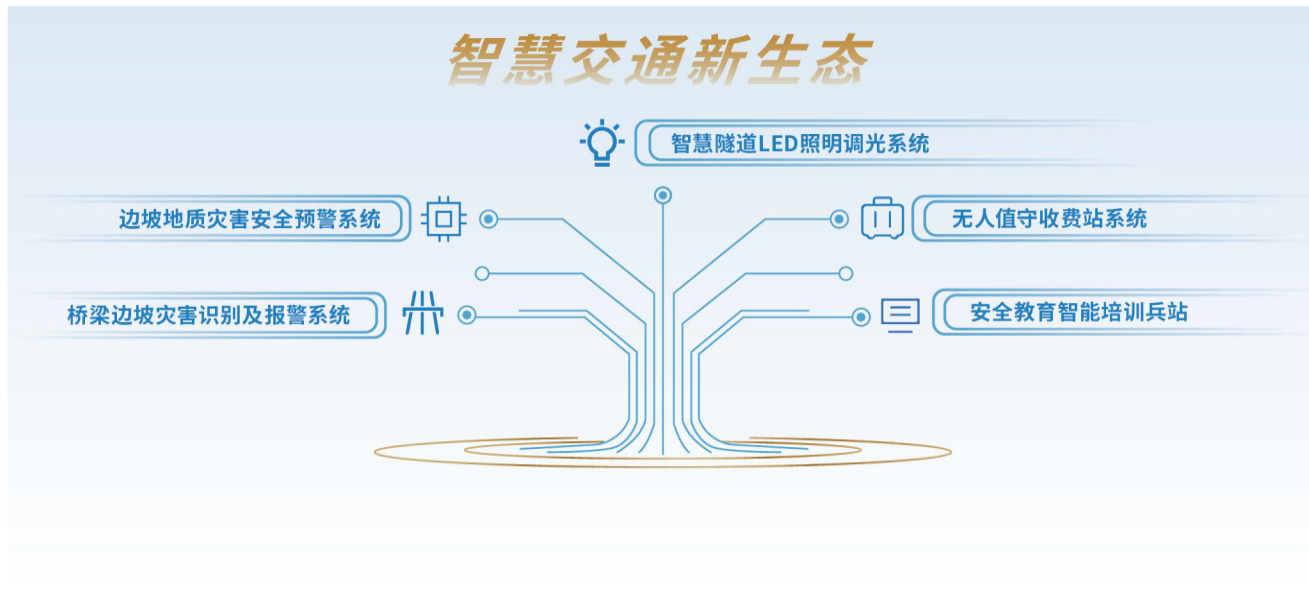 智慧交通新生态
智慧隧道LED照明调光系统
边坡地质灾害安全预警系统
无人值守收费站系统
桥梁边坡灾害识别及报警系统
安全教育智能培训兵站